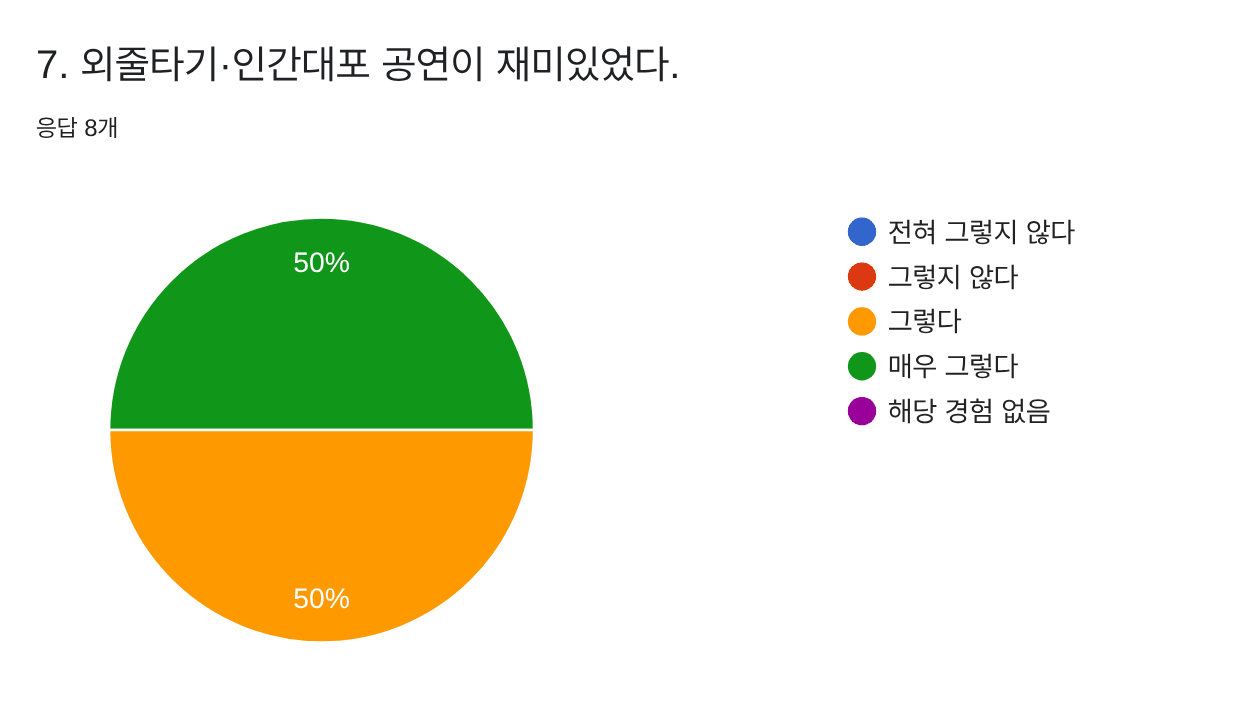 7. 외줄타기·인간대포 공연이 재미있었다.
응답 8개
50%
50%
전혀 그렇지 않다
그렇지 않다
그렇다
매우 그렇다
해당 경험 없음